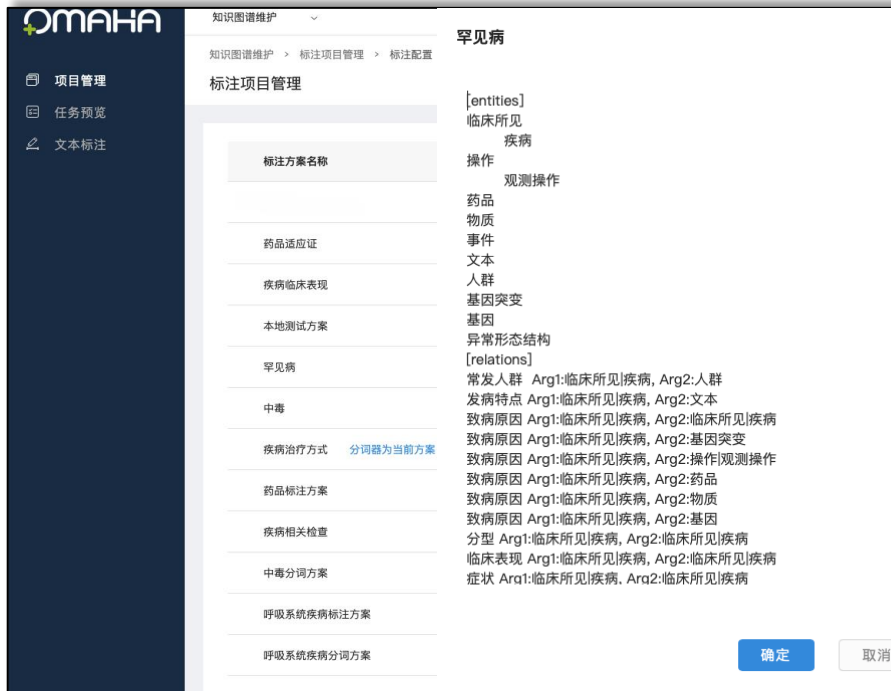 OMAHA
项目管理
任务预览
文本标注
知识图谱维护
知识图谱维护 > 标注项目管理 > 标注配置
标注项目管理
标注方案名称
药品适应证
疾病临床表现
本地测试方案
罕见病
中毒
疾病治疗方式 分词器为当前方案
药品标注方案
疾病相关检查
中毒分词方案
呼吸系统疾病标注方案
呼吸系统疾病分词方案
罕见病
[entities]
临床所见
疾病
操作
观测操作
药品
物质
事件
文本
人群
基因突变
基因
异常形态结构
[relations]
常发人群 Arg1:临床所见|疾病, Arg2:人群
发病特点 Arg1:临床所见|疾病, Arg2:文本
致病原因 Arg1:临床所见|疾病, Arg2:临床所见|疾病
致病原因 Arg1:临床所见|疾病, Arg2:基因突变
致病原因 Arg1:临床所见|疾病, Arg2:操作|观测操作
致病原因 Arg1:临床所见|疾病, Arg2:药品
致病原因 Arg1:临床所见|疾病, Arg2:物质
致病原因 Arg1:临床所见|疾病, Arg2:基因
分型 Arg1:临床所见|疾病, Arg2:临床所见|疾病
临床表现 Arg1:临床所见|疾病, Arg2:临床所见|疾病
症状 Arg1:临床所见|疾病, Arg2:临床所见|疾病
确定
取消